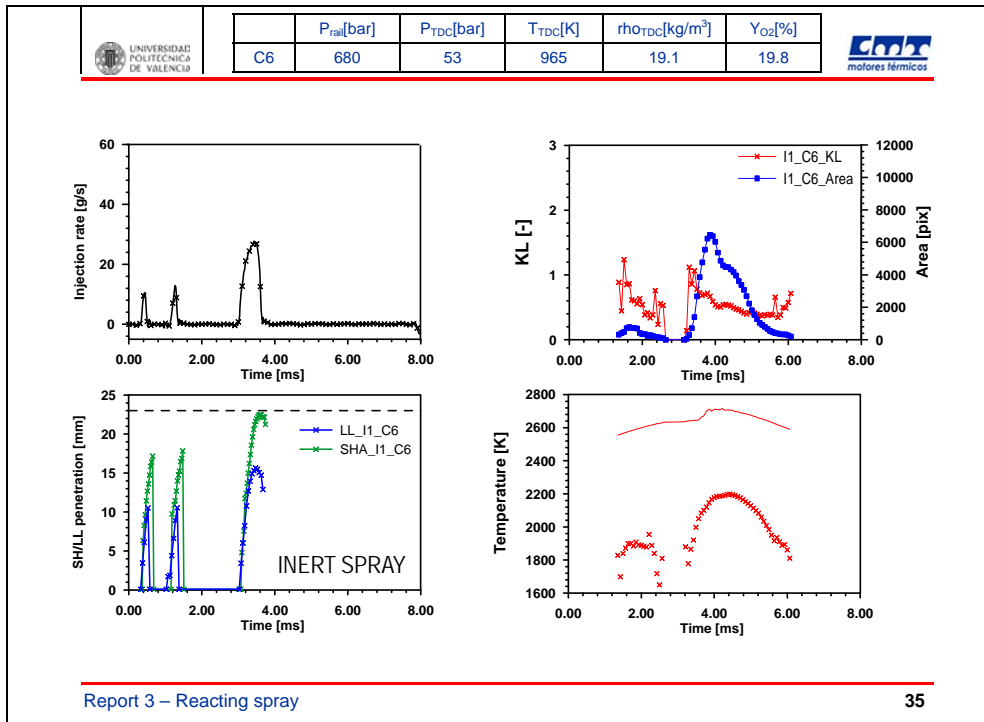 UNIVERSIDAD
POLITECNICA
DE VALENCIA
P_rail[bar] P_TDC[bar] T_TDC[K] rho_TDC[kg/m³] Y_O2[%]
C6 680 53 965 19.1 19.8
motores térmicos
60
40
20
0
Injection rate [g/s]
0.00 2.00 4.00 6.00 8.00
Time [ms]
3
2
1
0
KL [-]
I1_C6_KL
I1_C6_Area
12000
10000
8000
6000
4000
2000
0
Area [pix]
0.00 2.00 4.00 6.00 8.00
Time [ms]
25
20
15
10
5
0
SH/LL penetration [mm]
LL_I1_C6
SHA_I1_C6
INERT SPRAY
0.00 2.00 4.00 6.00 8.00
Time [ms]
2800
2600
2400
2200
2000
1800
1600
Temperature [K]
0.00 2.00 4.00 6.00 8.00
Time [ms]
Report 3 – Reacting spray 35